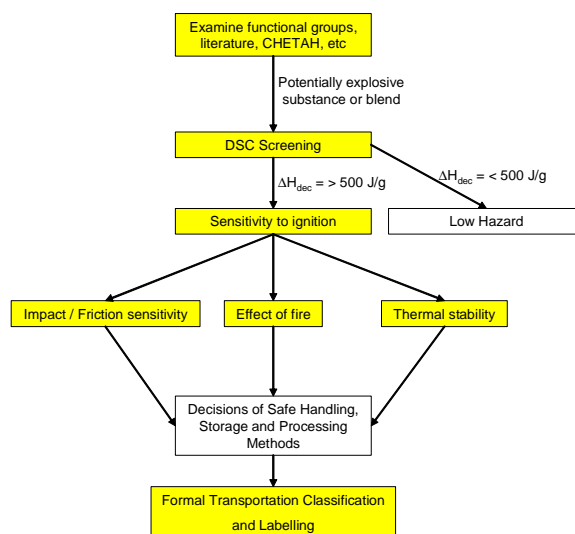 Examine functional groups,
literature, CHETAH, etc
Potentially explosive
substance or blend
DSC Screening
ΔHdec = > 500 J/g
ΔHdec = < 500 J/g
Sensitivity to ignition
Low Hazard
Impact / Friction sensitivity
Effect of fire
Thermal stability
Decisions of Safe Handling,
Storage and Processing
Methods
Formal Transportation Classification
and Labelling